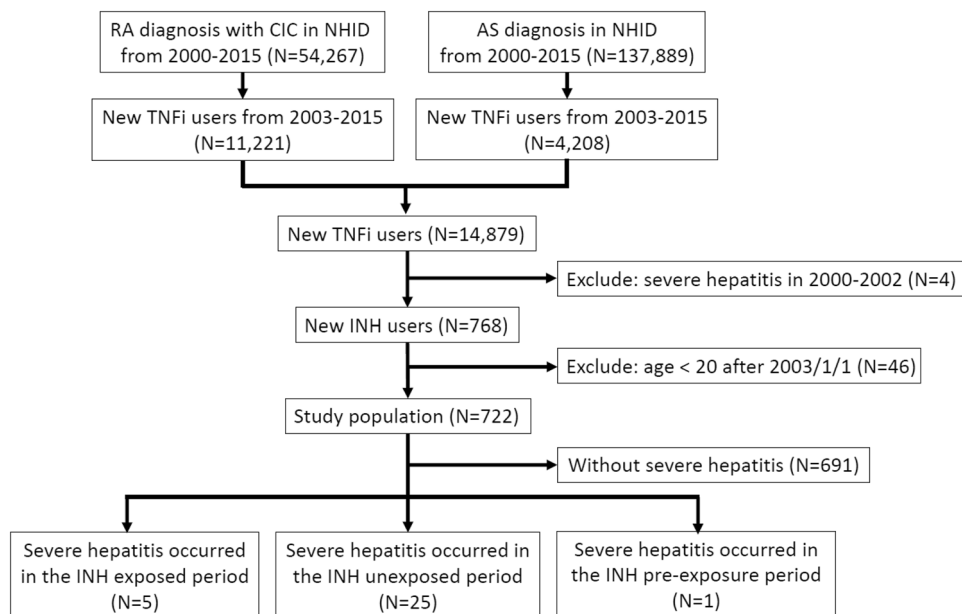 RA diagnosis with CIC in NHID
from 2000-2015 (N=54,267)
AS diagnosis in NHID
from 2000-2015 (N=137,889)
New TNFi users from 2003-2015
(N=11,221)
New TNFi users from 2003-2015
(N=4,208)
New TNFi users (N=14,879)
Exclude: severe hepatitis in 2000-2002 (N=4)
New INH users (N=768)
Exclude: age < 20 after 2003/1/1 (N=46)
Study population (N=722)
Without severe hepatitis (N=691)
Severe hepatitis occurred
in the INH exposed period
(N=5)
Severe hepatitis occurred in
the INH unexposed period
(N=25)
Severe hepatitis occurred in
the INH pre-exposure period
(N=1)